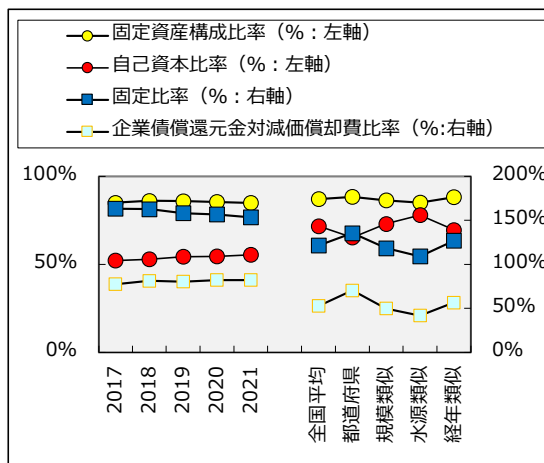 固定資産構成比率（%：左軸）
自己資本比率（%：左軸）
固定比率（%：右軸）
企業債償還元金対減価償却費比率（%:右軸）
100%
50%
0%
200%
150%
100%
50%
0%
2017
2018
2019
2020
2021
全国平均
都道府県
規模類似
水源類似
経年類似